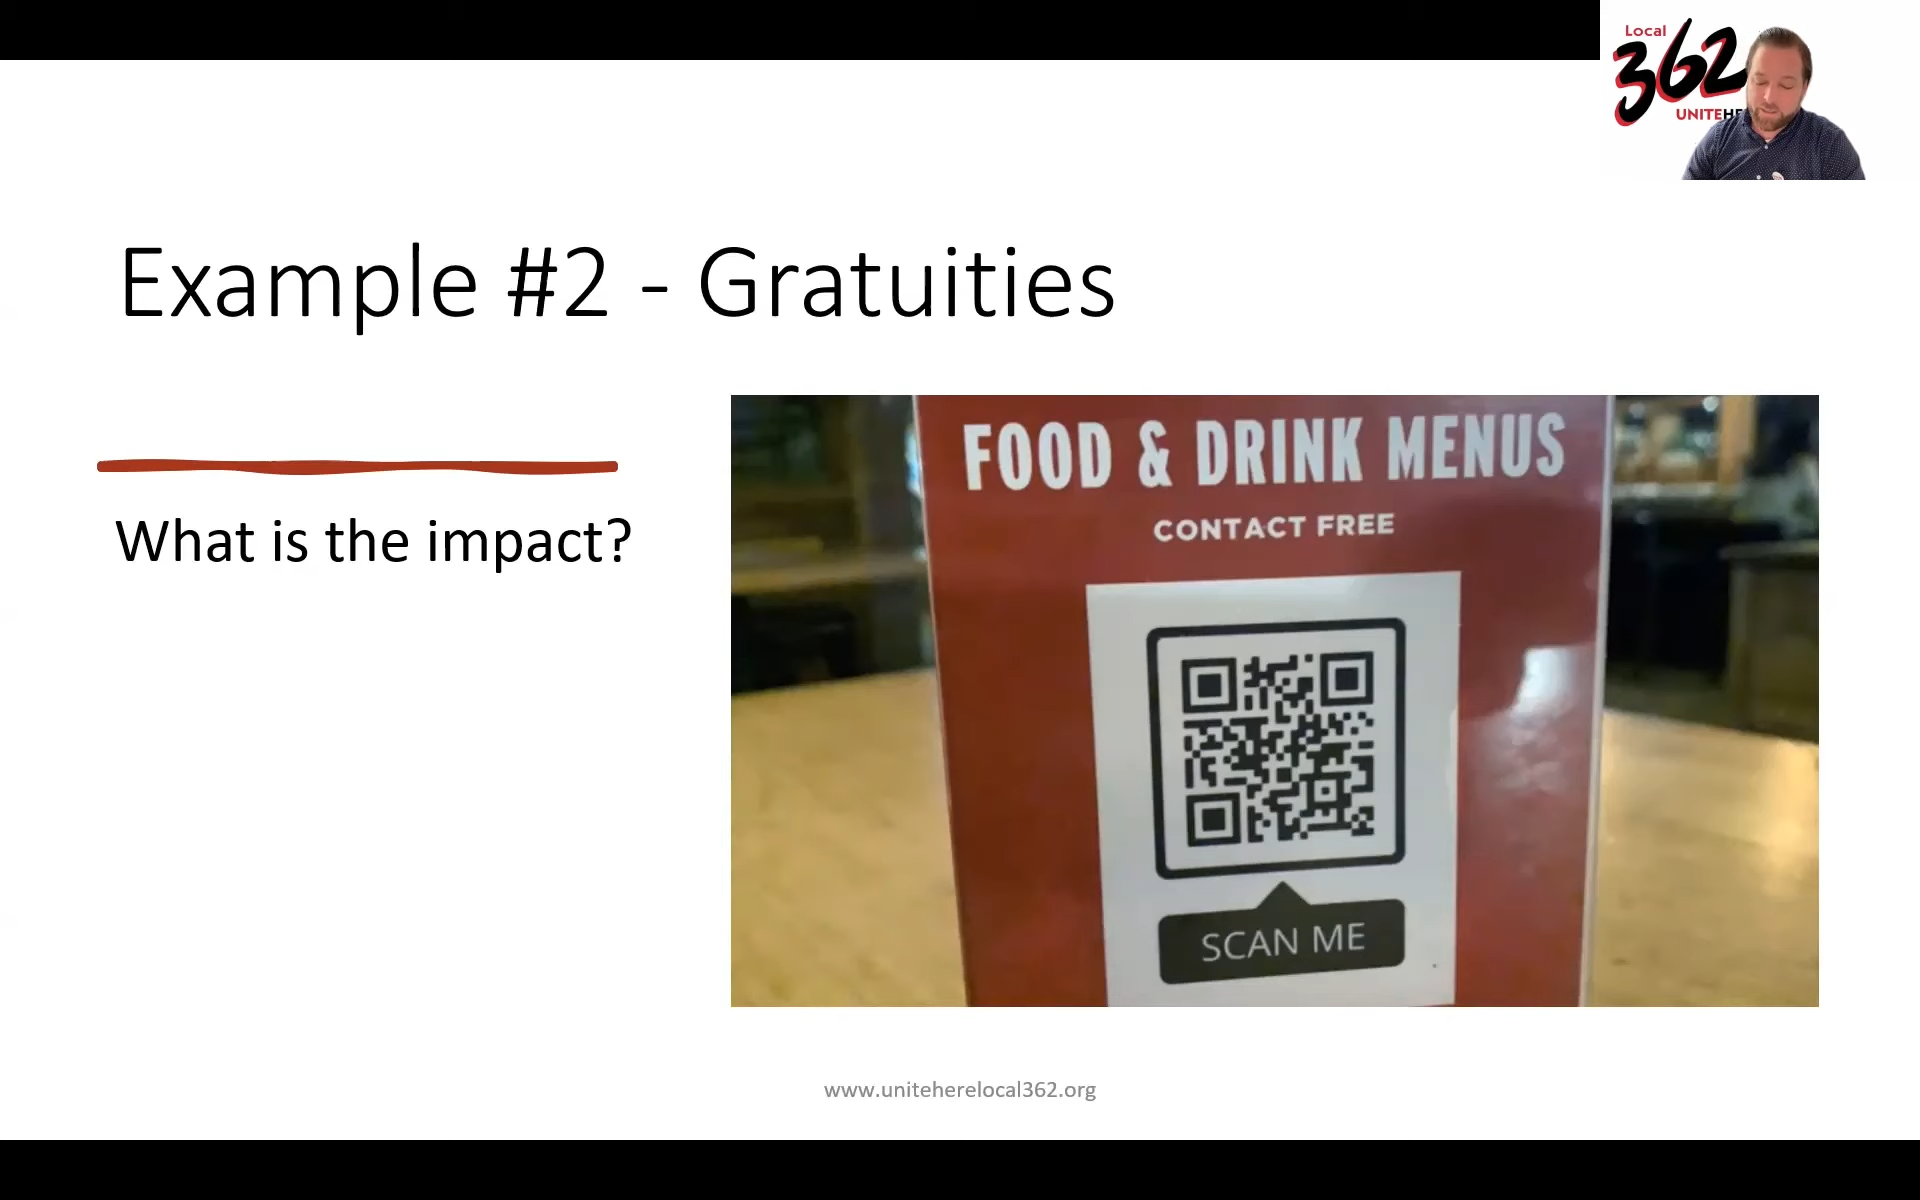 Local
362
UNITEHE
Example #2 - Gratuities
What is the impact?
FOOD & DRINK MENUS
CONTACT FREE
SCAN ME
www.uniteherelocal362.org